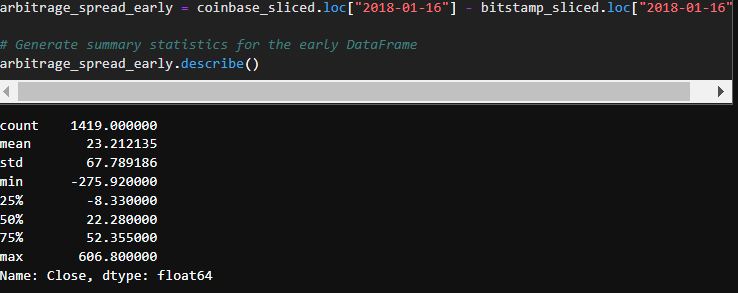 arbitrage_spread_early = coinbase_sliced.loc["2018-01-16"] - bitstamp_sliced.loc["2018-01-16"
# Generate summary statistics for the early DataFrame
arbitrage_spread_early.describe()
count    1419.000000
mean       23.212135
std        67.789186
min      -275.920000
25%        -8.330000
50%        22.280000
75%        52.355000
max       606.800000
Name: Close, dtype: float64